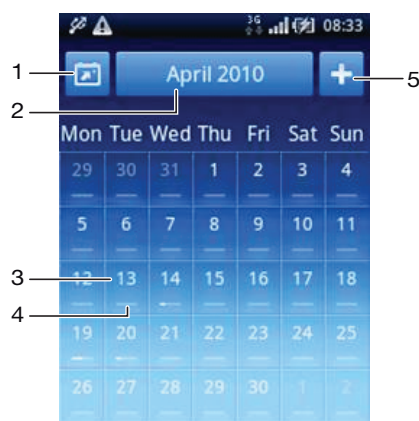 3G 08:33
1 April 2010 5
2
Mon Tue Wed Thu Fri Sat Sun
29 30 31 1 2 3 4
5 6 7 8 9 10 11
3 12 13 14 15 16 17 18
4
19 20 21 22 23 24 25
26 27 28 29 30 1 2